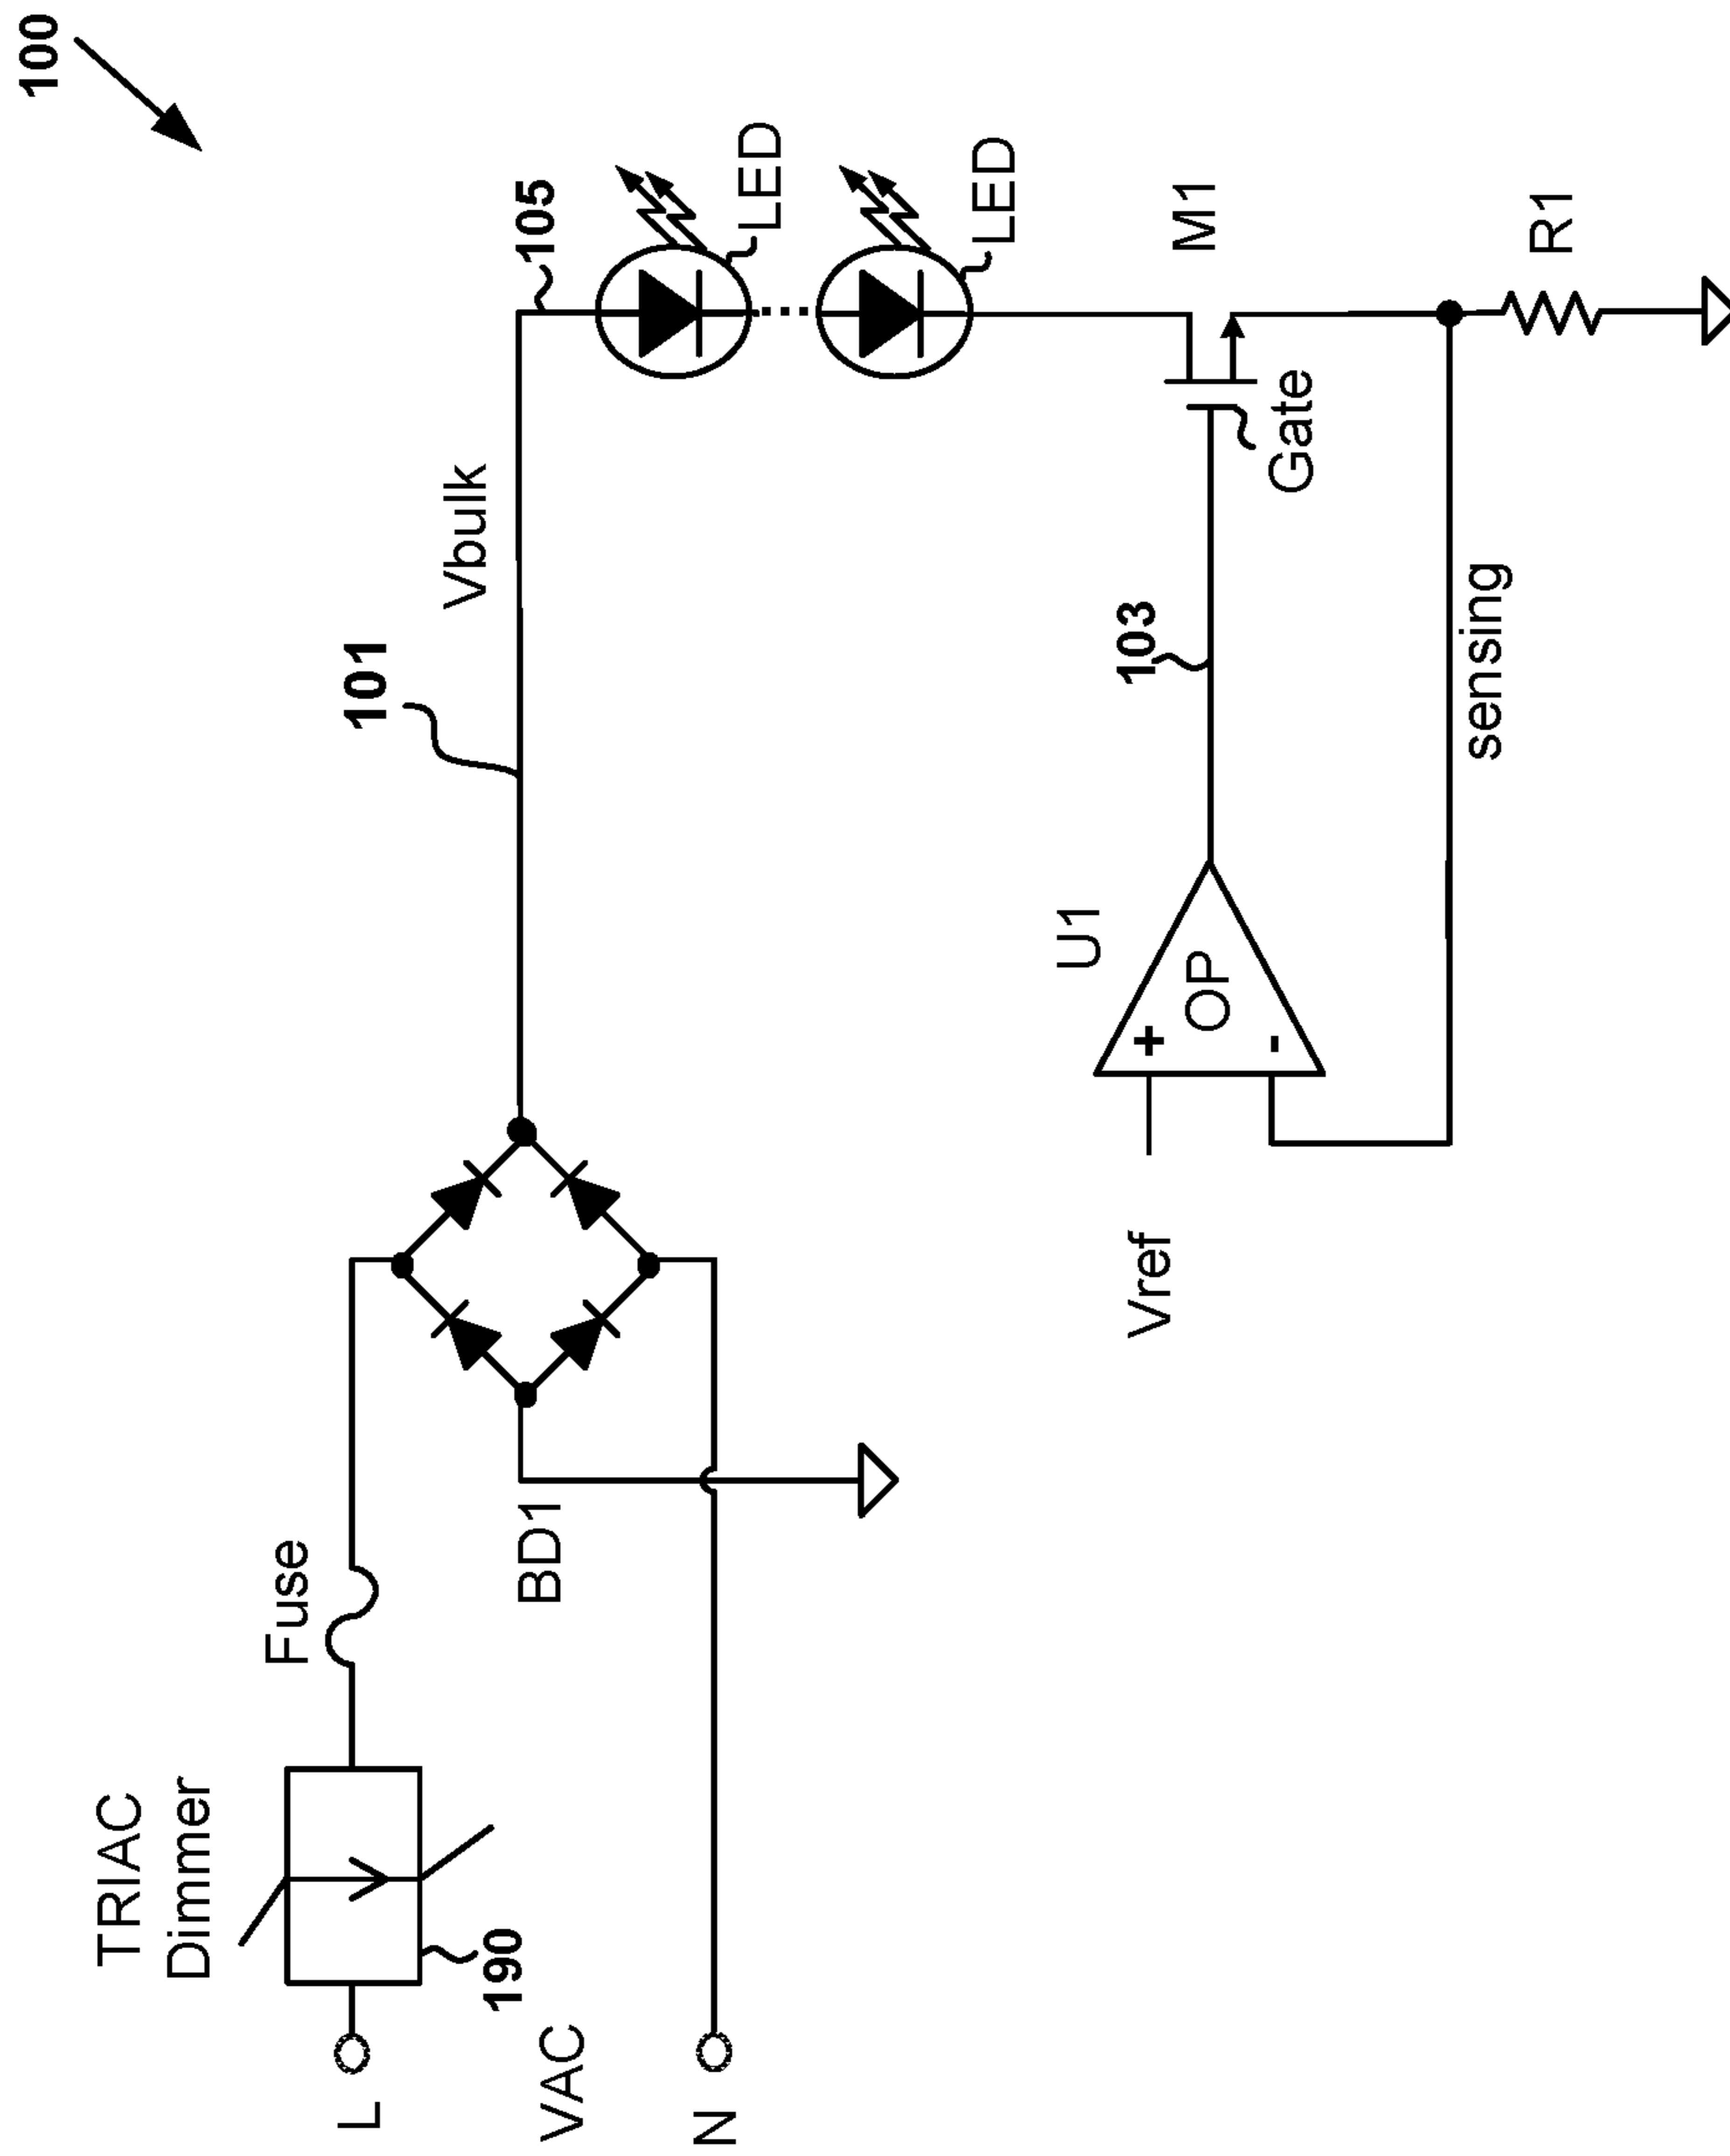 100
TRIAC
Dimmer
Fuse
101
Vbulk
105
LED
LED
L
190
VAC
BD1
N
U1
103
M1
Vref
+
OP
-
Gate
sensing
R1